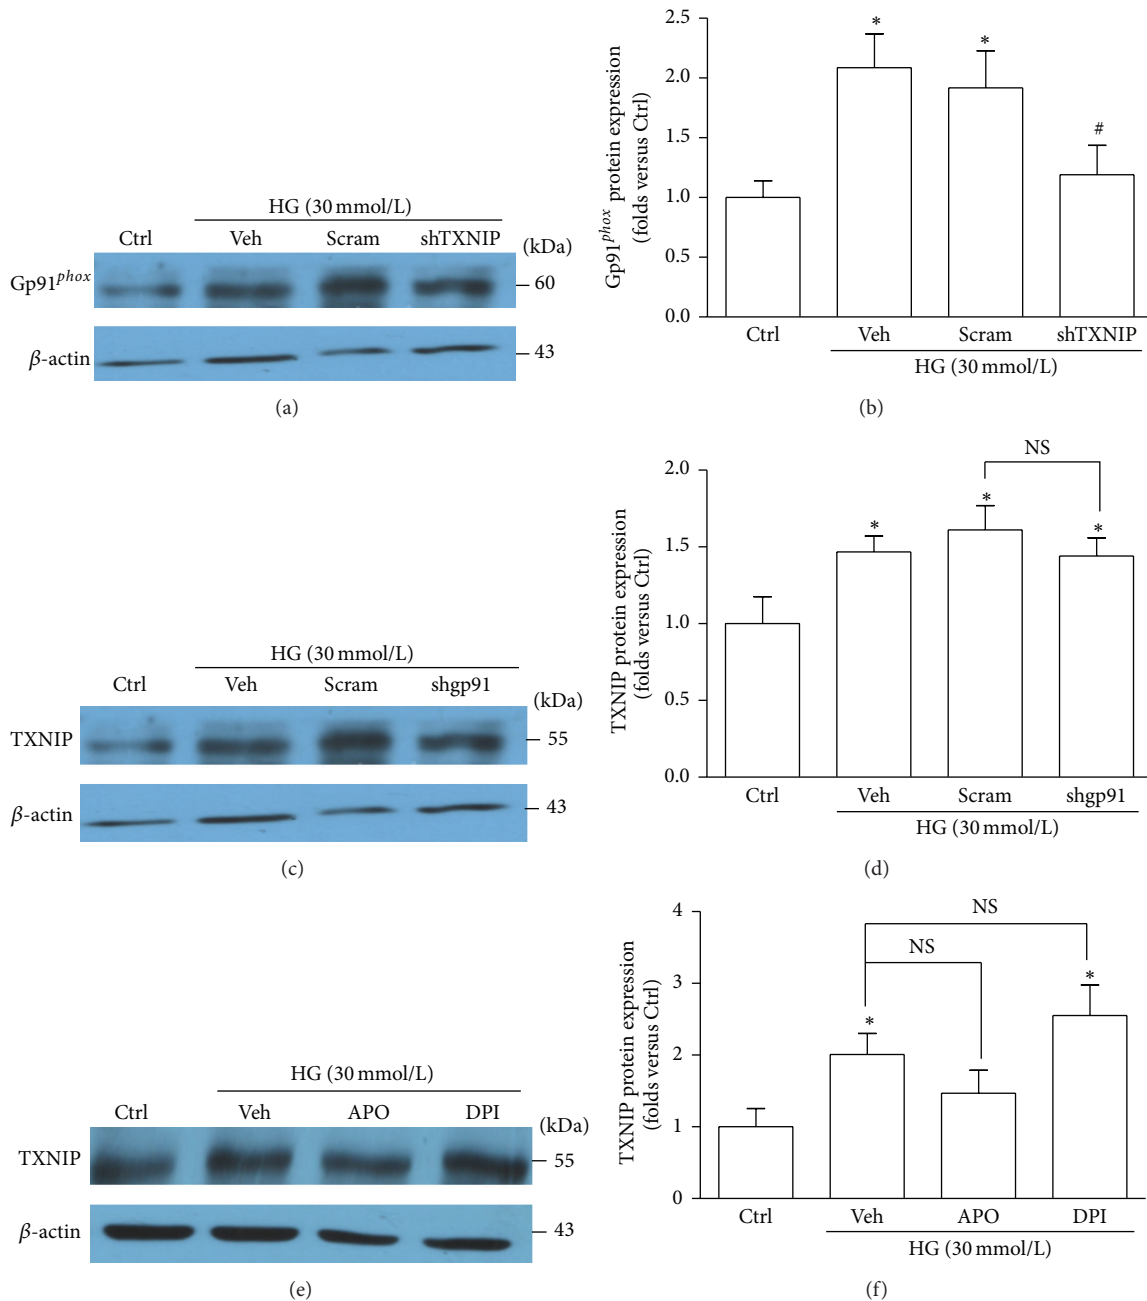 HG (30 mmol/L)
Ctrl Veh Scram shTXNIP (kDa)
Gp91phox 60
β-actin 43
(a)
Gp91phox protein expression
(folds versus Ctrl)
2.5
2.0
1.5
1.0
0.5
0.0
* * #
Ctrl Veh Scram shTXNIP
HG (30 mmol/L)
(b)
HG (30 mmol/L)
Ctrl Veh Scram shgp91 (kDa)
TXNIP 55
β-actin 43
(c)
TXNIP protein expression
(folds versus Ctrl)
2.0
1.5
1.0
0.5
0.0
NS
* * *
Ctrl Veh Scram shgp91
HG (30 mmol/L)
(d)
HG (30 mmol/L)
Ctrl Veh APO DPI (kDa)
TXNIP 55
β-actin 43
(e)
TXNIP protein expression
(folds versus Ctrl)
4
3
2
1
0
NS
NS
* *
Ctrl Veh APO DPI
HG (30 mmol/L)
(f)